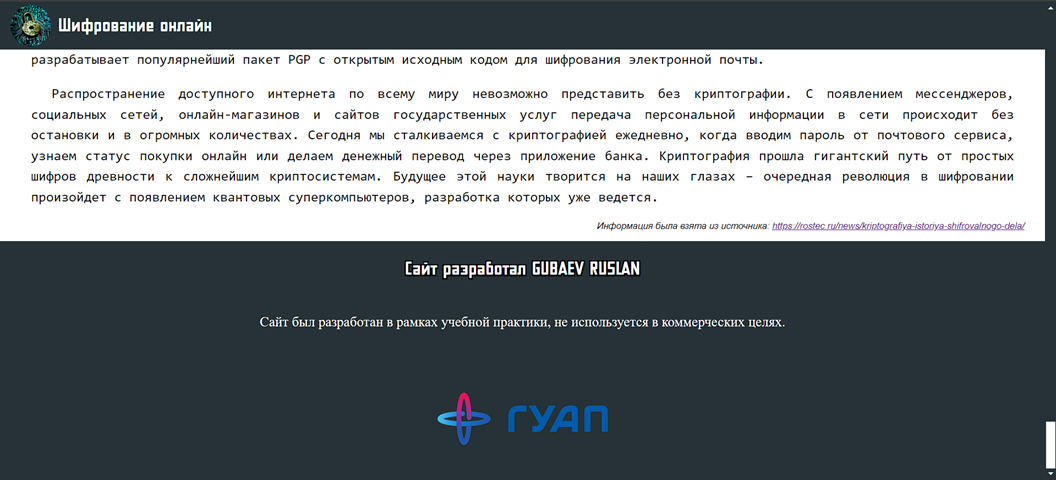 Шифрование онлайн
разрабатывает популярнейший пакет PGP с открытым исходным кодом для шифрования электронной почты.
Распространение доступного интернета по всему миру невозможно представить без криптографии. С появлением мессенджеров,
социальных сетей, онлайн-магазинов и сайтов государственных услуг передача персональной информации в сети происходит без
остановки и в огромных количествах. Сегодня мы сталкиваемся с криптографией ежедневно, когда вводим пароль от почтового сервиса,
узнаем статус покупки онлайн или делаем денежный перевод через приложение банка. Криптография прошла гигантский путь от простых
шифров древности к сложнейшим криптосистемам. Будущее этой науки творится на наших глазах – очередная революция в шифровании
произойдет с появлением квантовых суперкомпьютеров, разработка которых уже ведется.
Информация была взята из источника: https://rostec.ru/news/kriptografiya-istoriya-shifrovalnogo-dela/
Сайт разработал GUBAEV RUSLAN
Сайт был разработан в рамках учебной практики, не используется в коммерческих целях.
ГУАП